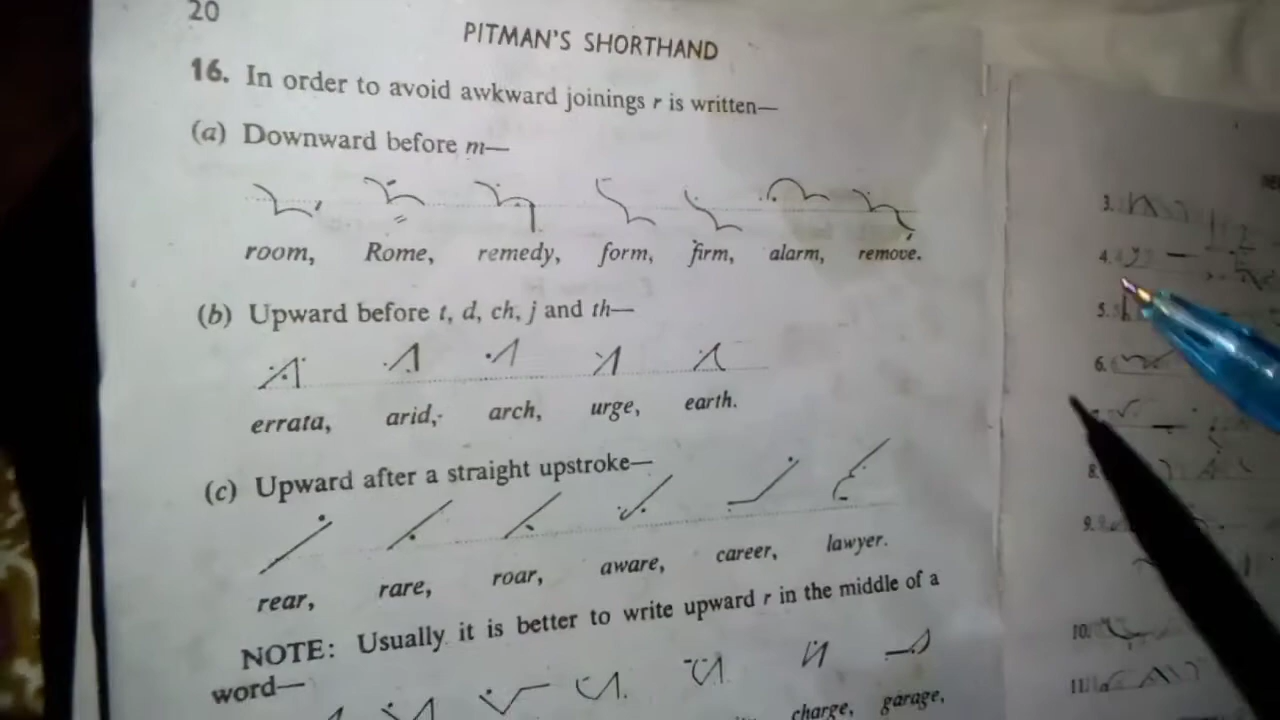 20
PITMAN'S SHORTHAND
16. In order to avoid awkward joinings r is written—
(a) Downward before m—
room, Rome, remedy, form, firm, alarm, remove.
(b) Upward before t, d, ch, j and th—
errata, arid, arch, urge, earth.
(c) Upward after a straight upstroke—
rear, rare, roar, aware, career, lawyer.
NOTE: Usually it is better to write upward r in the middle of a
word—
charge, garage,
3.
4.
5.
6.
8.
9.
10.
11.